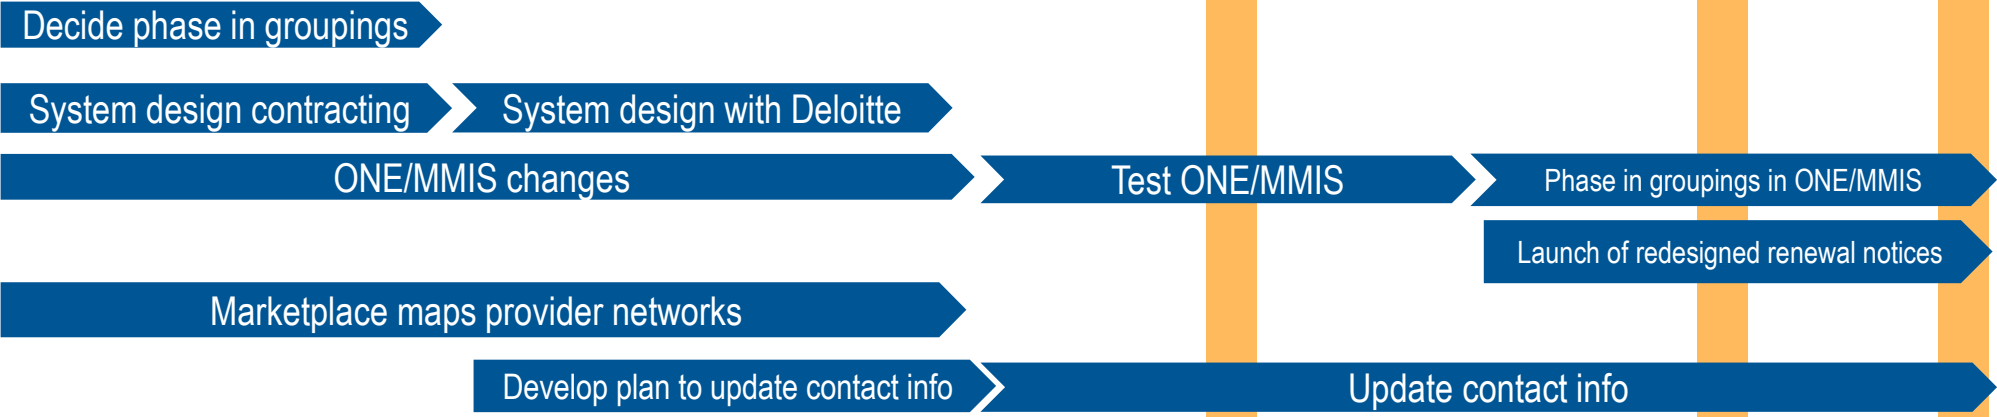 Decide phase in groupings
System design contracting
System design with Deloitte
ONE/MMIS changes
Test ONE/MMIS
Phase in groupings in ONE/MMIS
Launch of redesigned renewal notices
Marketplace maps provider networks
Develop plan to update contact info
Update contact info